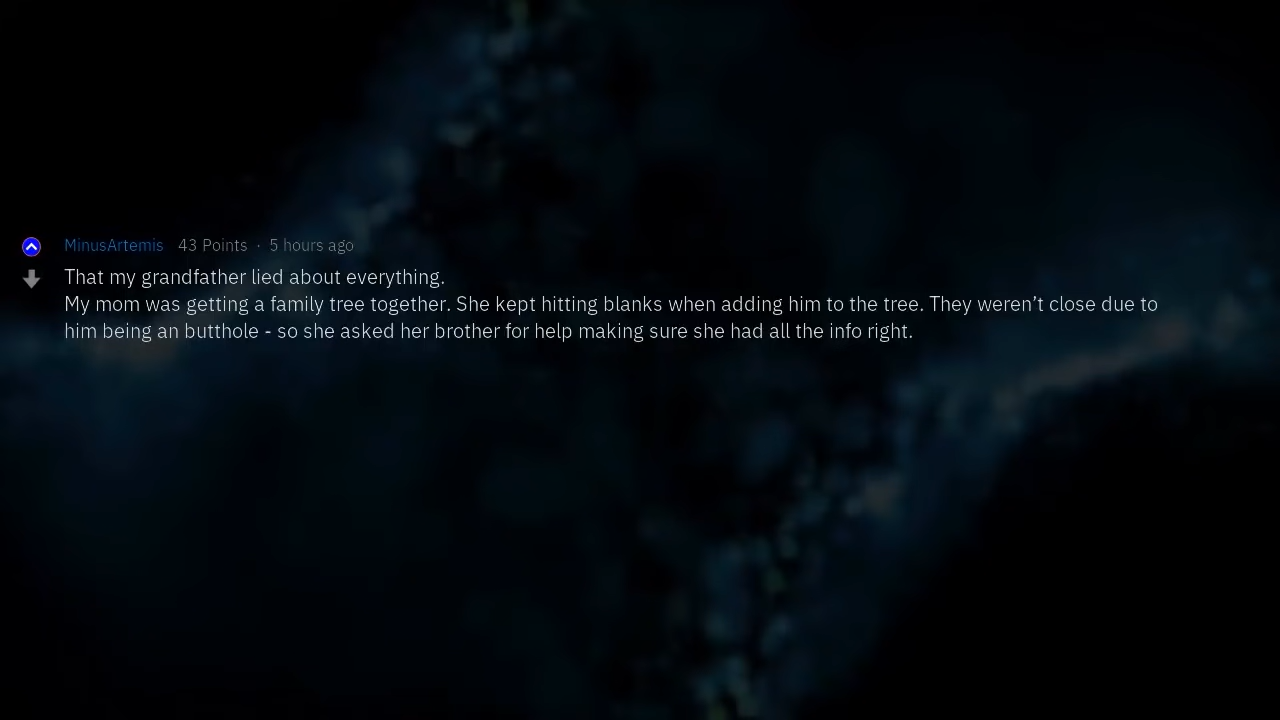 MinusArtemis 43 Points · 5 hours ago
That my grandfather lied about everything.
My mom was getting a family tree together. She kept hitting blanks when adding him to the tree. They weren’t close due to
him being an butthole - so she asked her brother for help making sure she had all the info right.